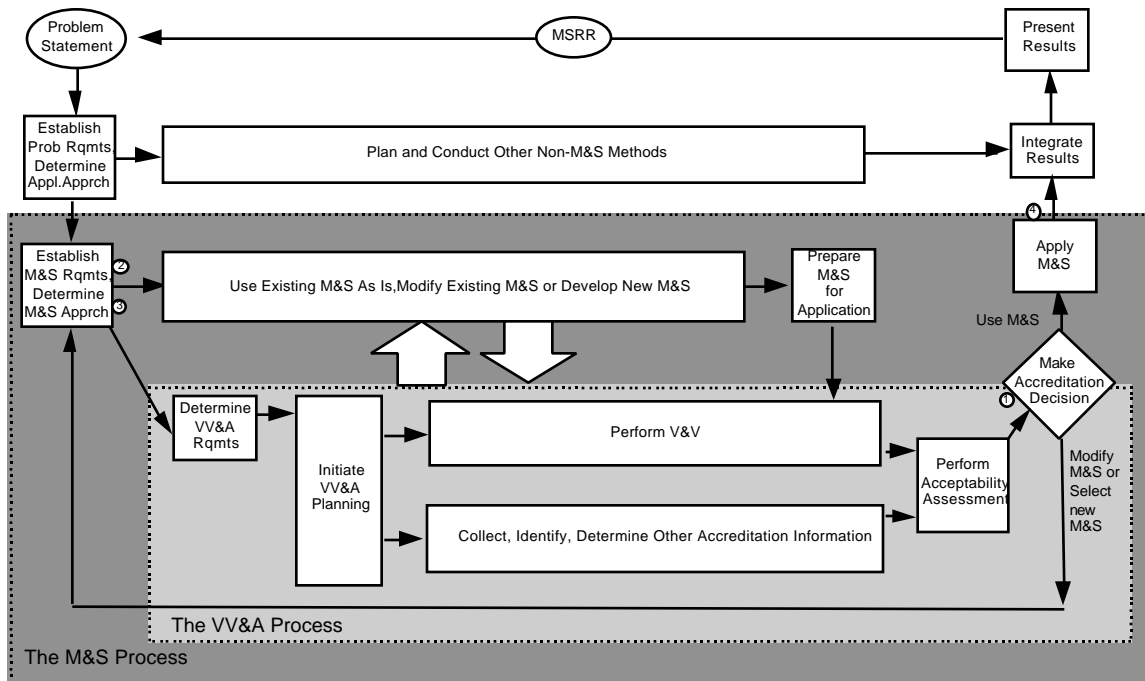 Problem
Statement
MSRR
Present
Results
Establish
Prob Rqmts,
Determine
Appl.Apprch
Plan and Conduct Other Non-M&S Methods
Integrate
Results
4
Establish
M&S Rqmts,
Determine
M&S Apprch
2
3
Use Existing M&S As Is,Modify Existing M&S or Develop New M&S
Prepare
M&S
for
Application
Apply
M&S
Use M&S
Make
Accreditation
Decision
1
Determine
VV&A
Rqmts
Initiate
VV&A
Planning
Perform V&V
Perform
Acceptability
Assessment
Modify
M&S or
Select
new
M&S
Collect, Identify, Determine Other Accreditation Information
The VV&A Process
The M&S Process